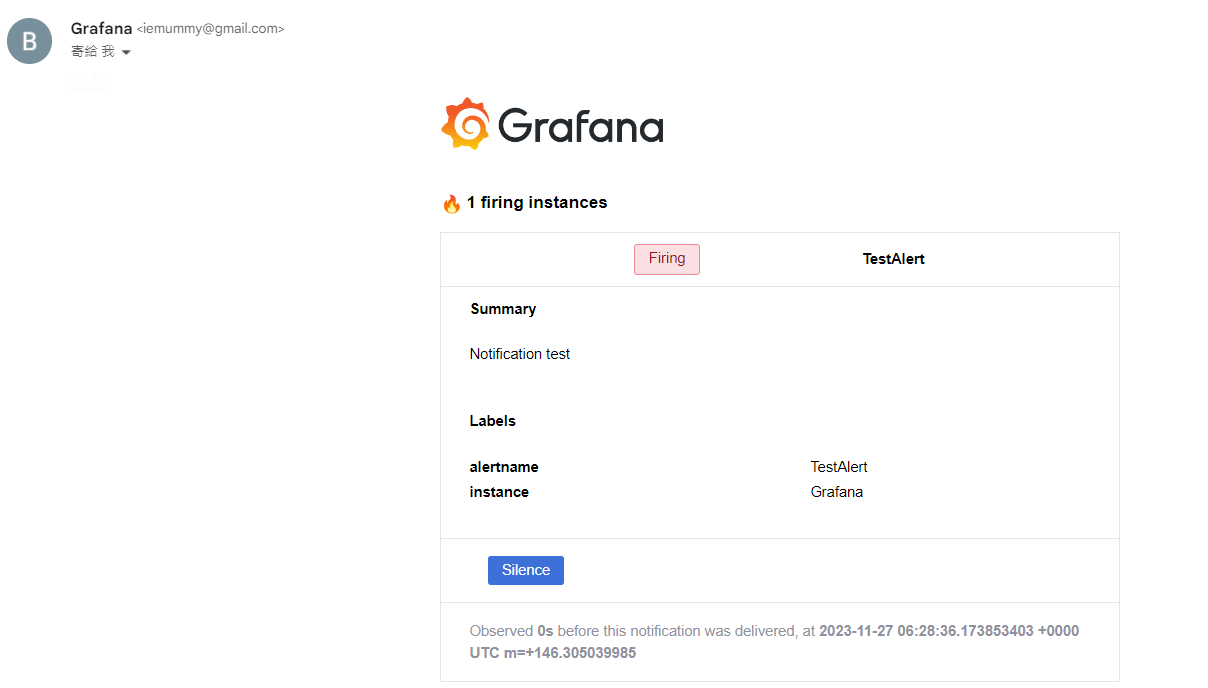 B
Grafana <iemummy@gmail.com>
寄給 我
Grafana
1 firing instances
Firing TestAlert
Summary
Notification test
Labels
alertname TestAlert
instance Grafana
Silence
Observed 0s before this notification was delivered, at 2023-11-27 06:28:36.173853403 +0000
UTC m=+146.305039985